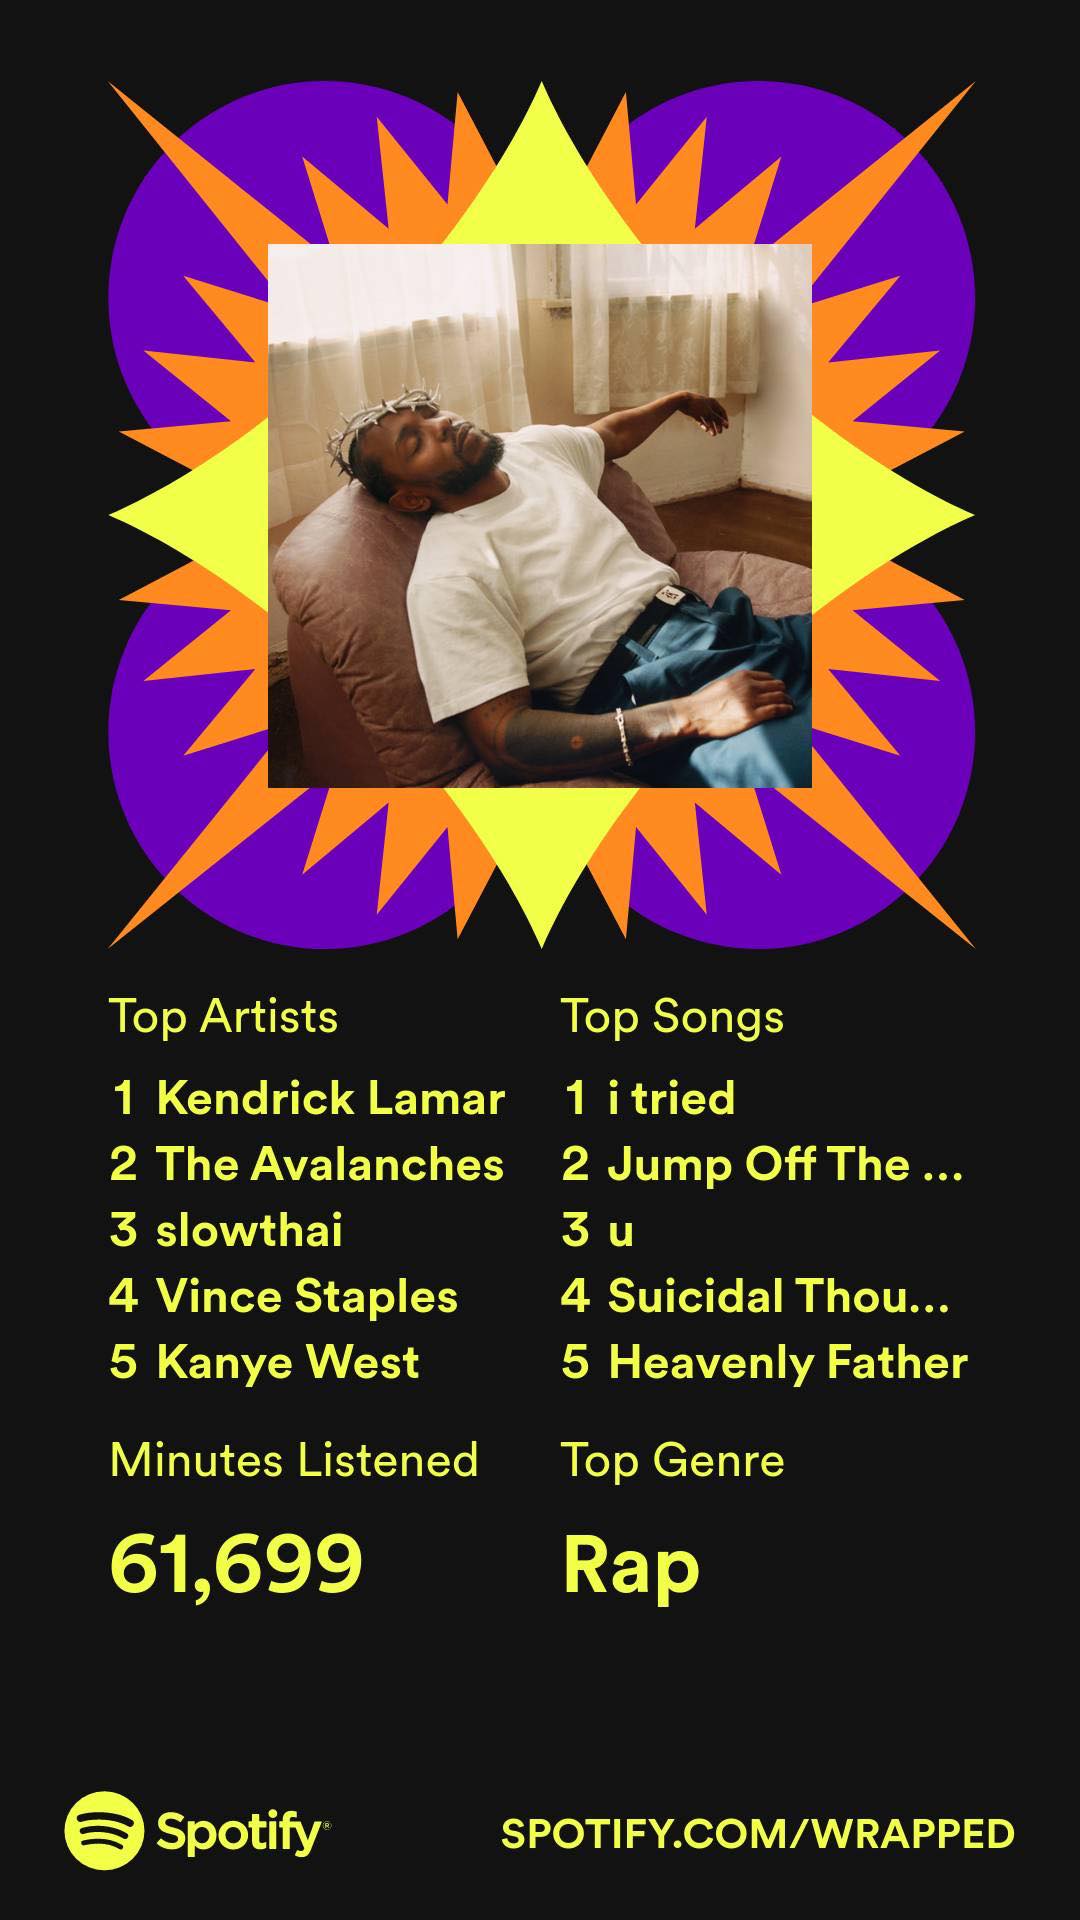 Top Artists
1 Kendrick Lamar
2 The Avalanches
3 slowthai
4 Vince Staples
5 Kanye West
Top Songs
1 i tried
2 Jump Off The ...
3 u
4 Suicidal Thou...
5 Heavenly Father
Minutes Listened
61,699
Top Genre
Rap
Spotify®
SPOTIFY.COM/WRAPPED